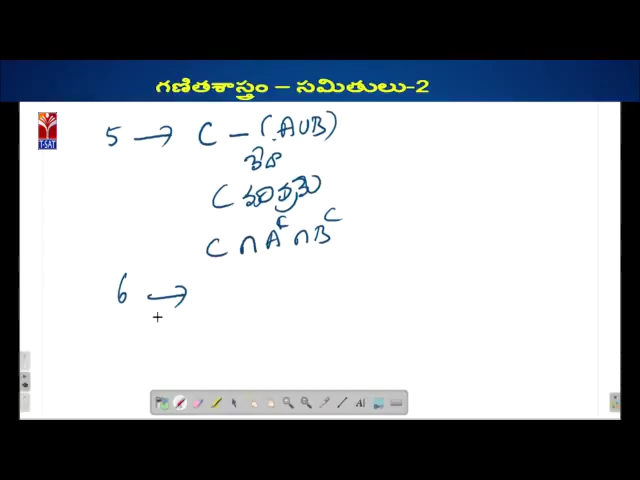 గణితశాస్త్రం – సమితులు-2
T-SAT
5 → C – (A∪B)
లేదా
C మాత్రమే
C ∩ Aᶜ ∩ Bᶜ
6 →